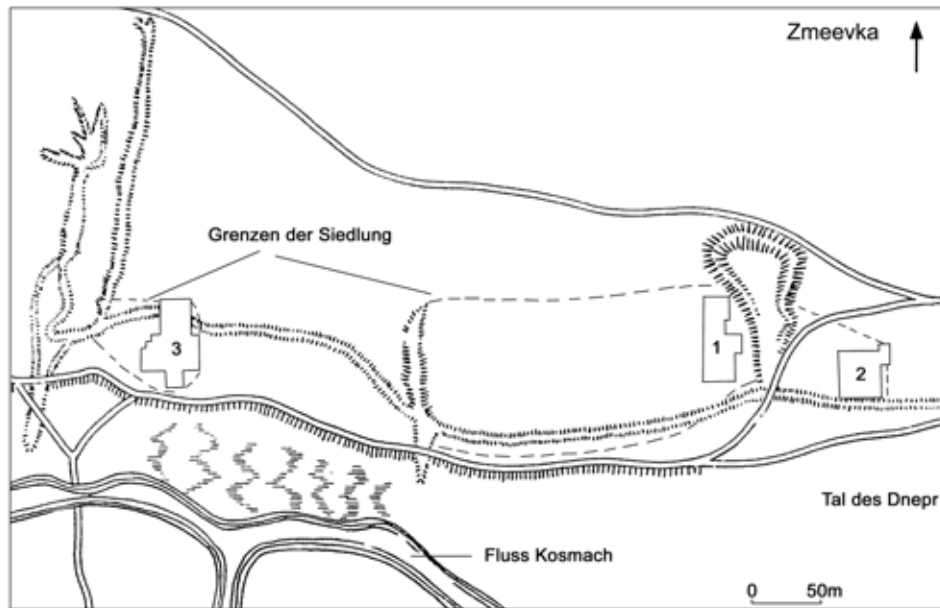 Zmeevka
Grenzen der Siedlung
3
1
2
Tal des Dnepr
Fluss Kosmach
0 50m